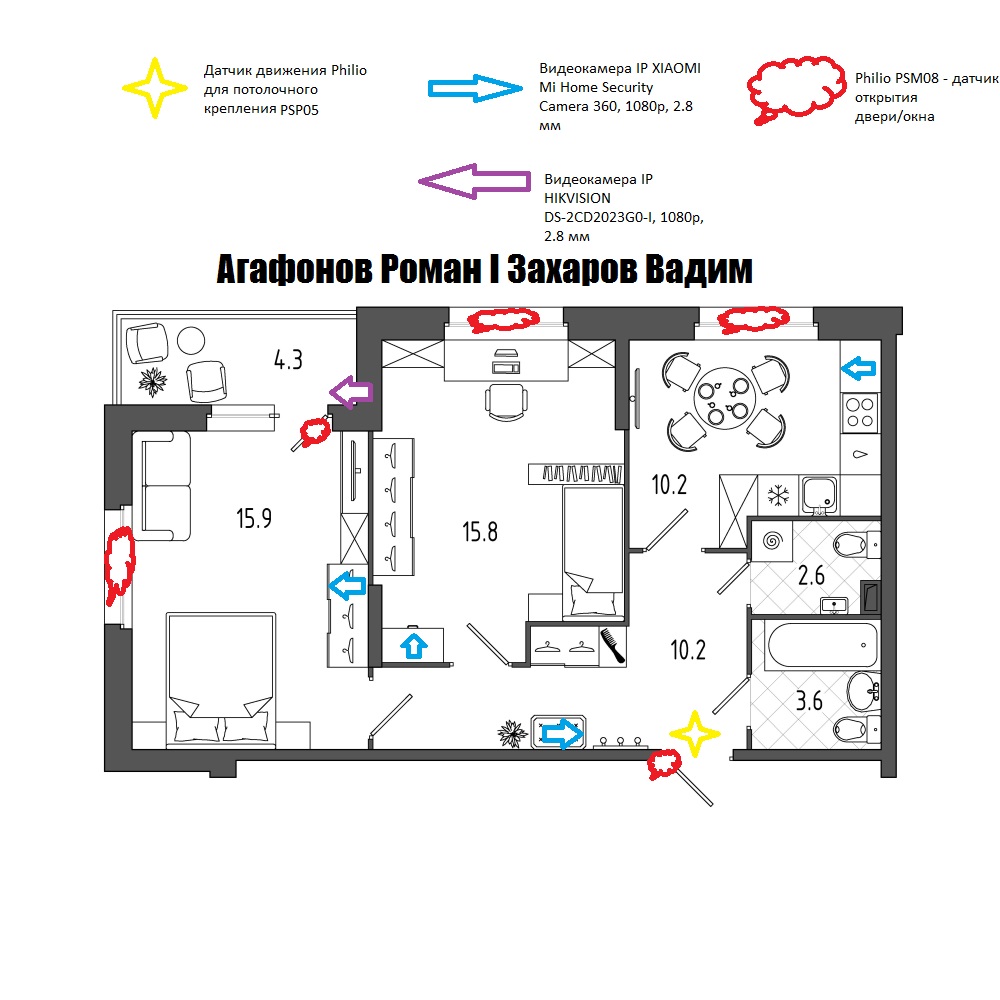 Датчик движения Philio
для потолочного
крепления PSP05
Видеокамера IP XIAOMI
Mi Home Security
Camera 360, 1080p, 2.8
мм
Philio PSM08 - датчик
открытия
двери/окна
Видеокамера IP
HIKVISION
DS-2CD2023G0-I, 1080p,
2.8 мм
Агафонов Роман I Захаров Вадим
4.3
15.9
15.8
10.2
2.6
10.2
3.6